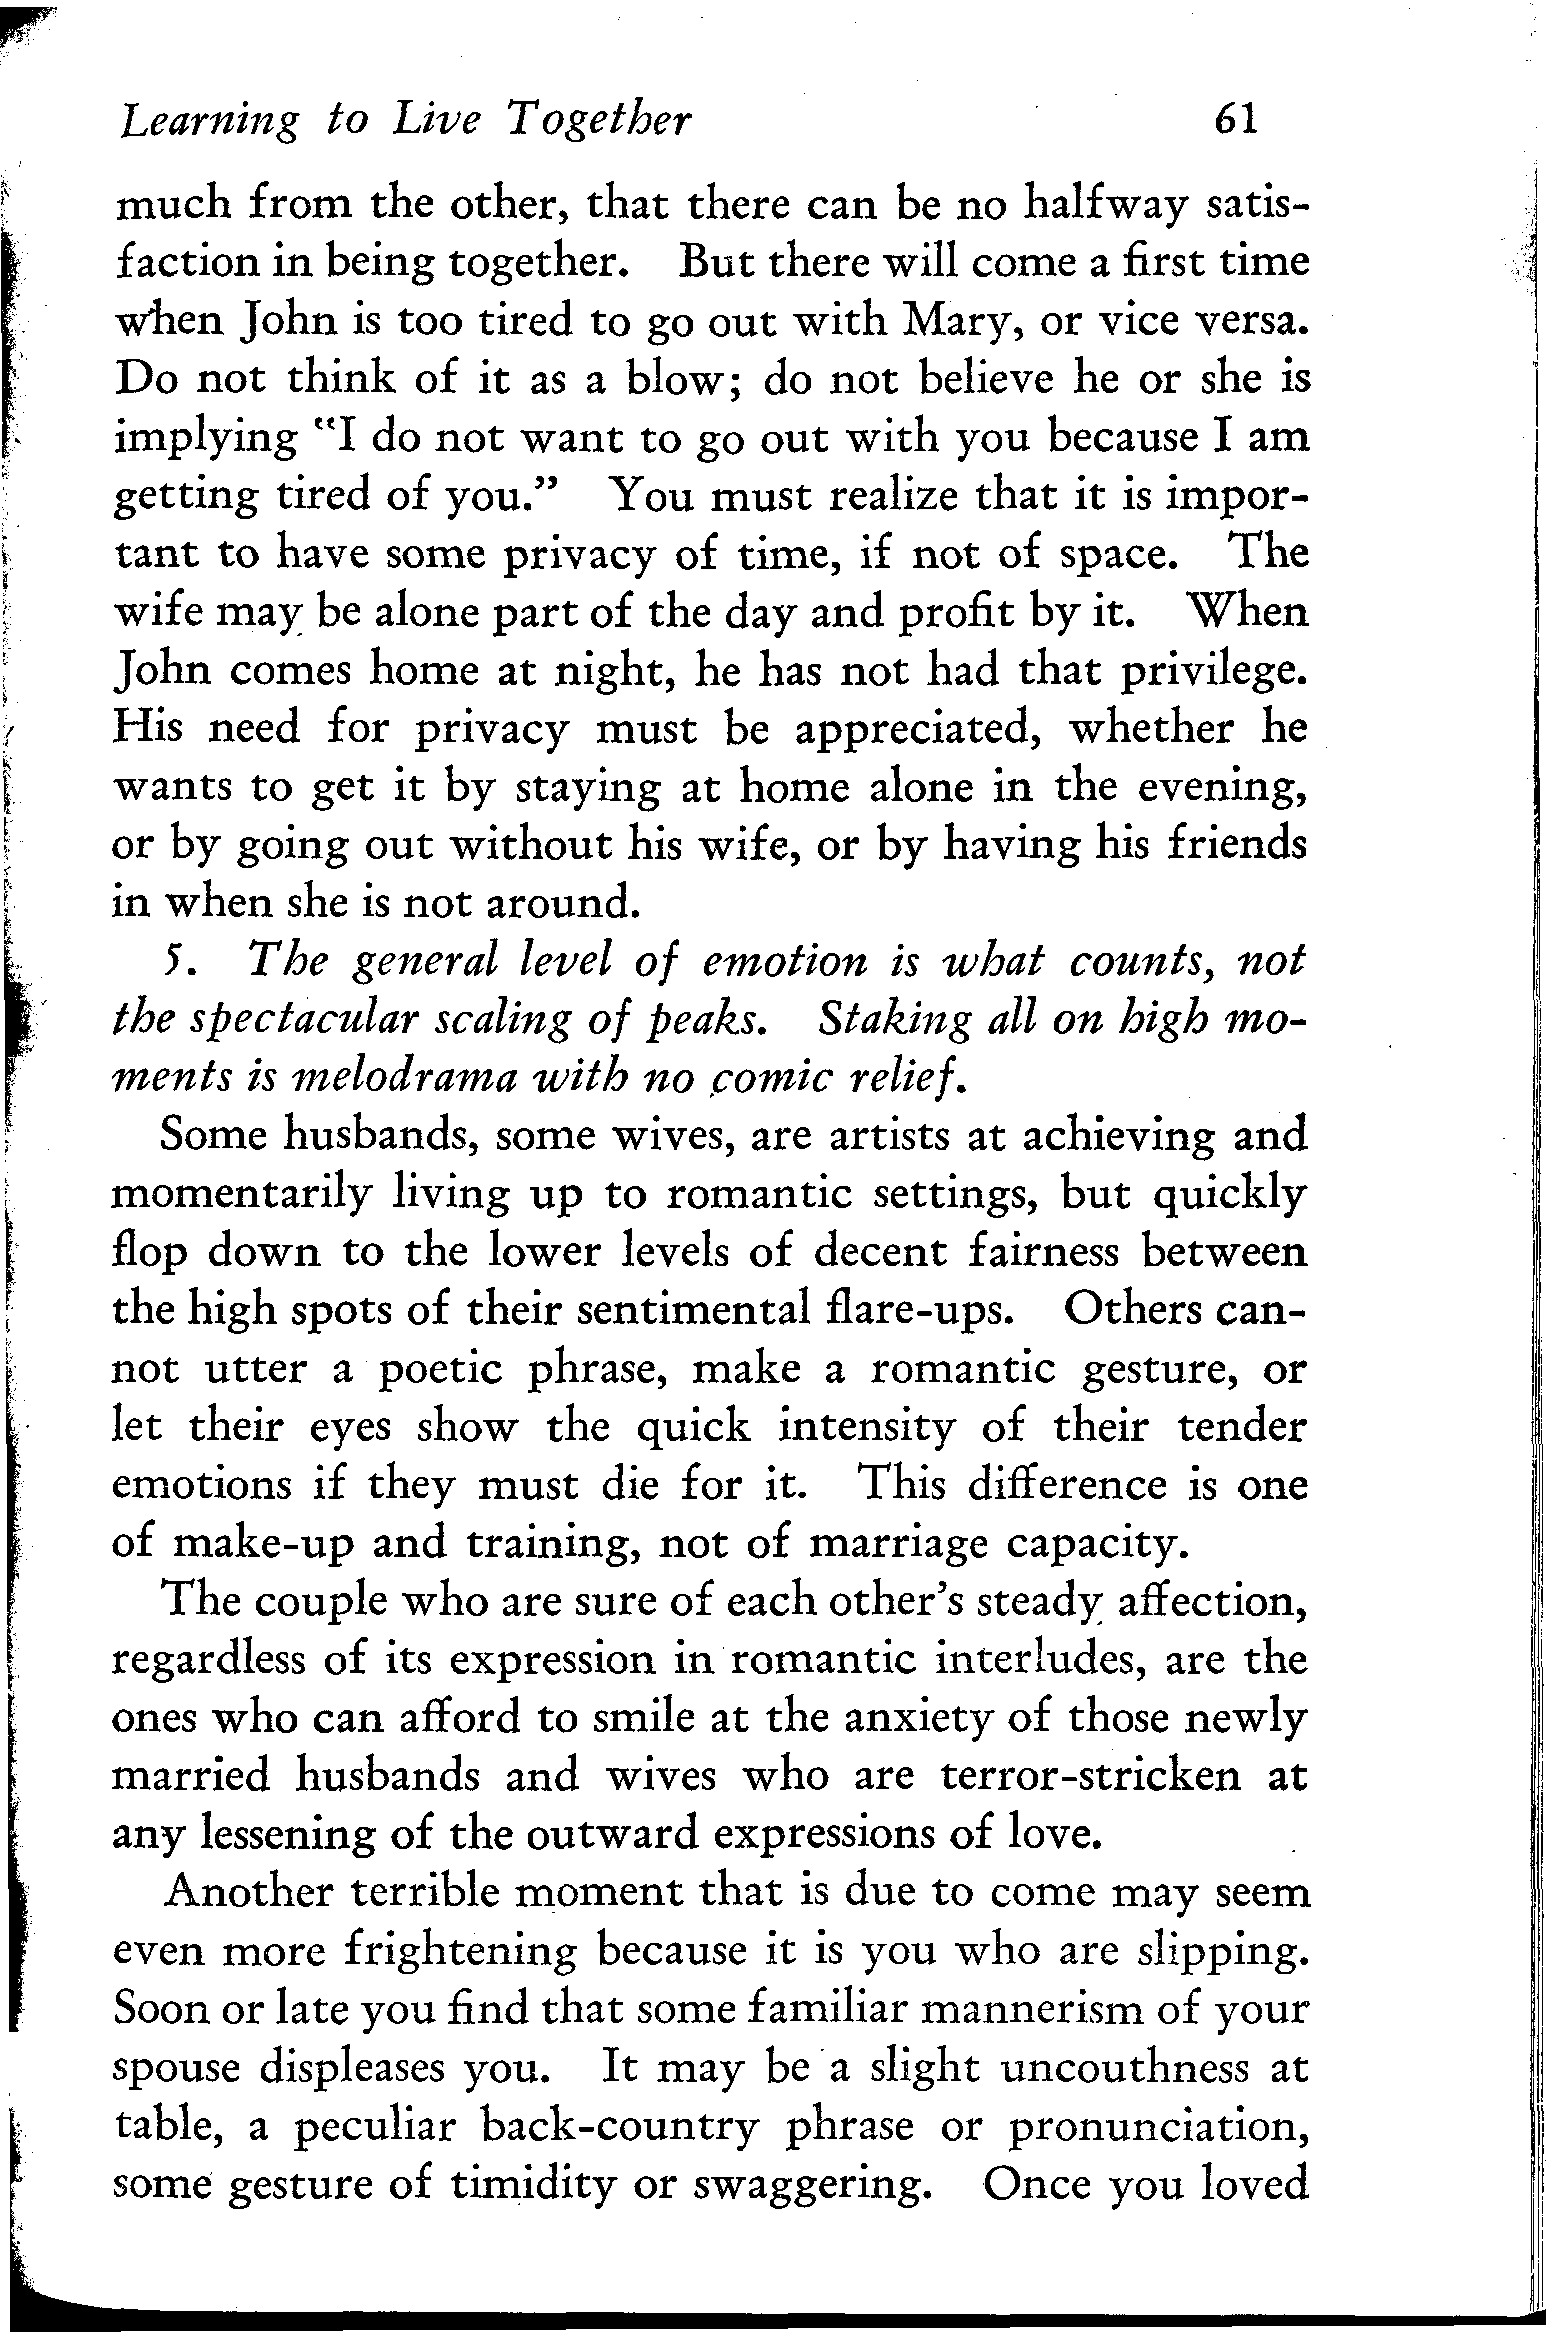 Learning to Live Together 61
much from the other, that there can be no halfway satis-
faction in being together. But there will come a first time
when John is too tired to go out with Mary, or vice versa.
Do not think of it as a blow; do not believe he or she is
implying "I do not want to go out with you because I am
getting tired of you." You must realize that it is impor-
tant to have some privacy of time, if not of space. The
wife may be alone part of the day and profit by it. When
John comes home at night, he has not had that privilege.
His need for privacy must be appreciated, whether he
wants to get it by staying at home alone in the evening,
or by going out without his wife, or by having his friends
in when she is not around.
5. The general level of emotion is what counts, not
the spectacular scaling of peaks. Staking all on high mo-
ments is melodrama with no comic relief.
Some husbands, some wives, are artists at achieving and
momentarily living up to romantic settings, but quickly
flop down to the lower levels of decent fairness between
the high spots of their sentimental flare-ups. Others can-
not utter a poetic phrase, make a romantic gesture, or
let their eyes show the quick intensity of their tender
emotions if they must die for it. This difference is one
of make-up and training, not of marriage capacity.
The couple who are sure of each other's steady affection,
regardless of its expression in romantic interludes, are the
ones who can afford to smile at the anxiety of those newly
married husbands and wives who are terror-stricken at
any lessening of the outward expressions of love.
Another terrible moment that is due to come may seem
even more frightening because it is you who are slipping.
Soon or late you find that some familiar mannerism of your
spouse displeases you. It may be a slight uncouthness at
table, a peculiar back-country phrase or pronunciation,
some gesture of timidity or swaggering. Once you loved